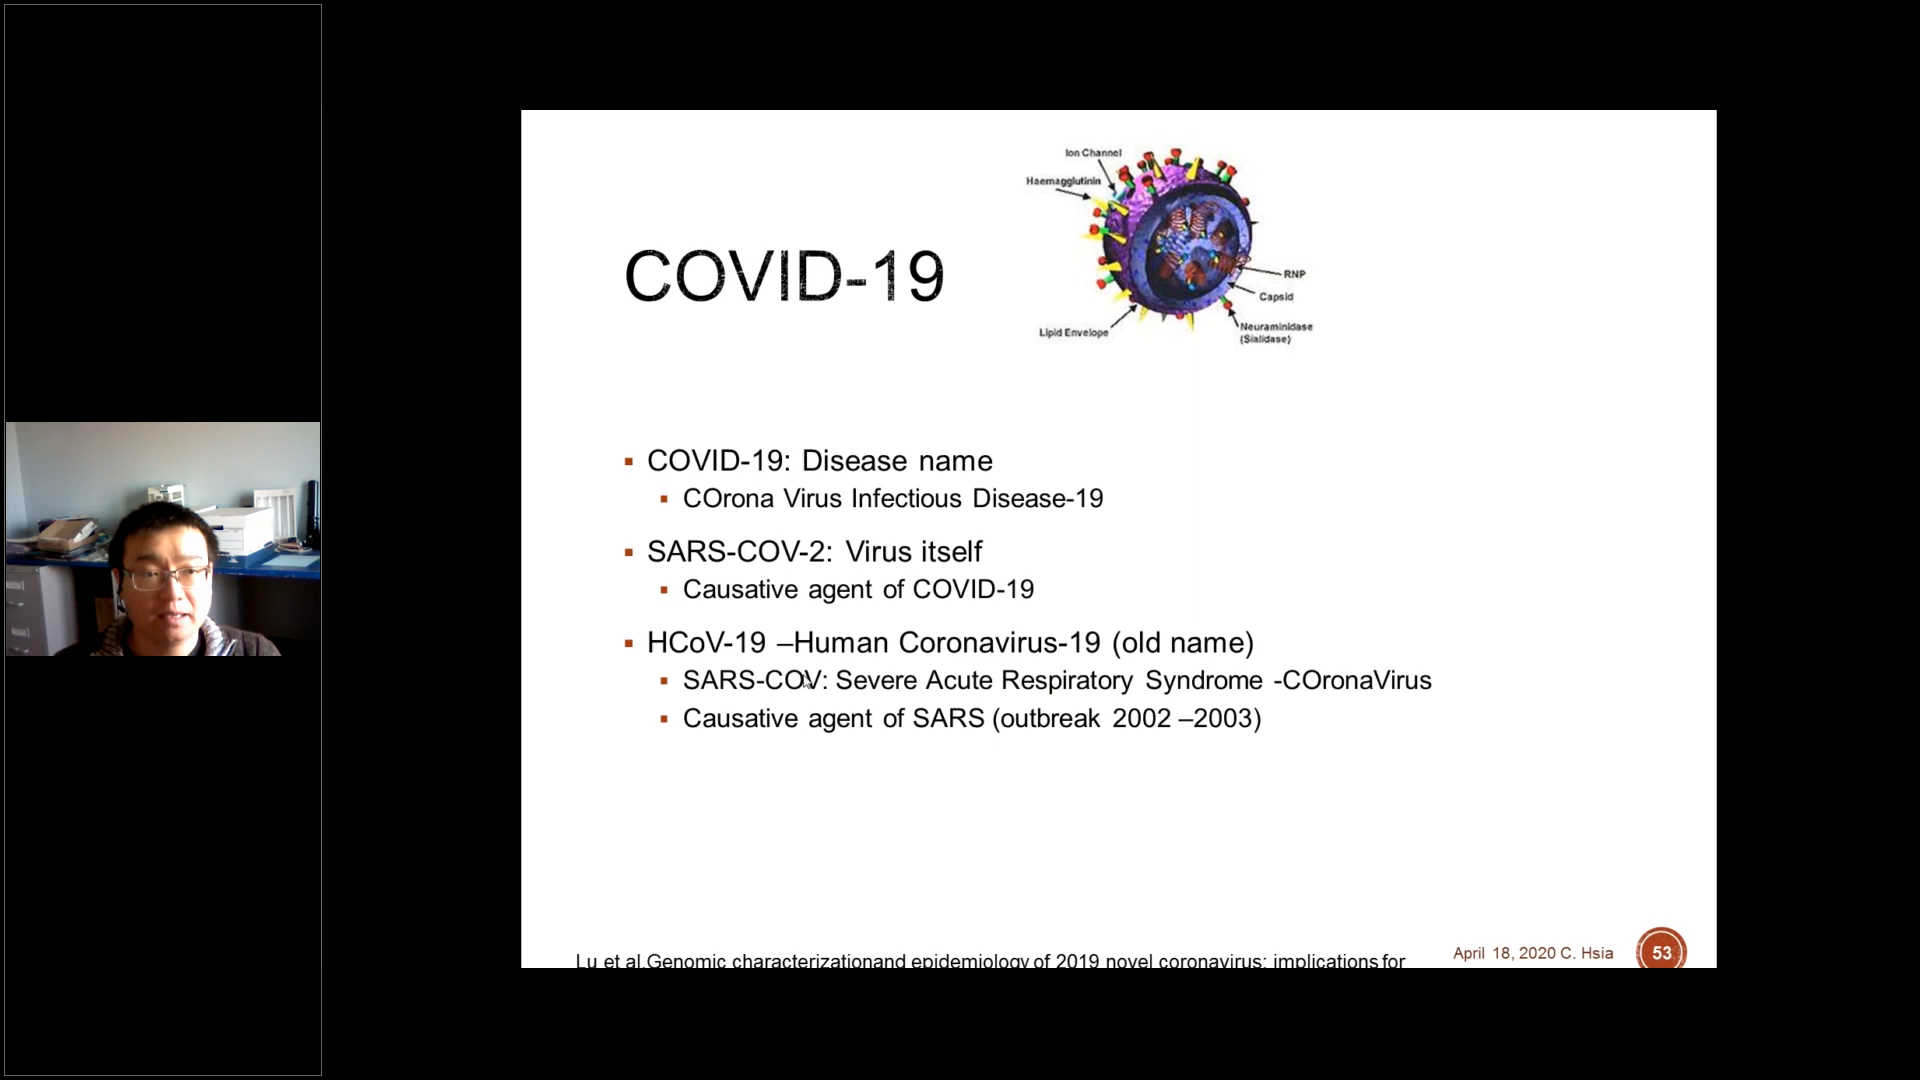 Ion Channel
Haemagglutinin
COVID-19
RNP
Capsid
Lipid Envelope
Neuraminidase
(Sialidase)
▪ COVID-19: Disease name
▪ COrona Virus Infectious Disease-19
▪ SARS-COV-2: Virus itself
▪ Causative agent of COVID-19
▪ HCoV-19 –Human Coronavirus-19 (old name)
▪ SARS-COV: Severe Acute Respiratory Syndrome -COronaVirus
▪ Causative agent of SARS (outbreak 2002 –2003)
Lu et al.Genomic characterizationand epidemiology of 2019 novel coronavirus: implications for
April 18, 2020 C. Hsia
53